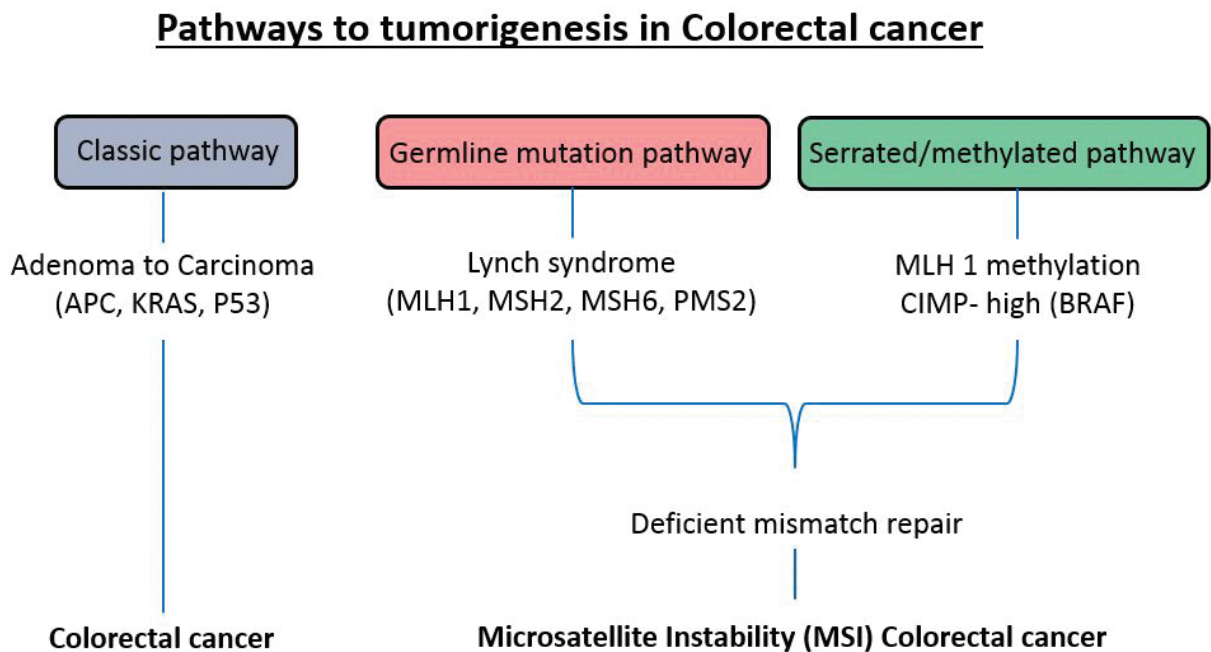 Pathways to tumorigenesis in Colorectal cancer
Classic pathway
Germline mutation pathway
Serrated/methylated pathway
Adenoma to Carcinoma
(APC, KRAS, P53)
Lynch syndrome
(MLH1, MSH2, MSH6, PMS2)
MLH 1 methylation
CIMP- high (BRAF)
Deficient mismatch repair
Colorectal cancer
Microsatellite Instability (MSI) Colorectal cancer